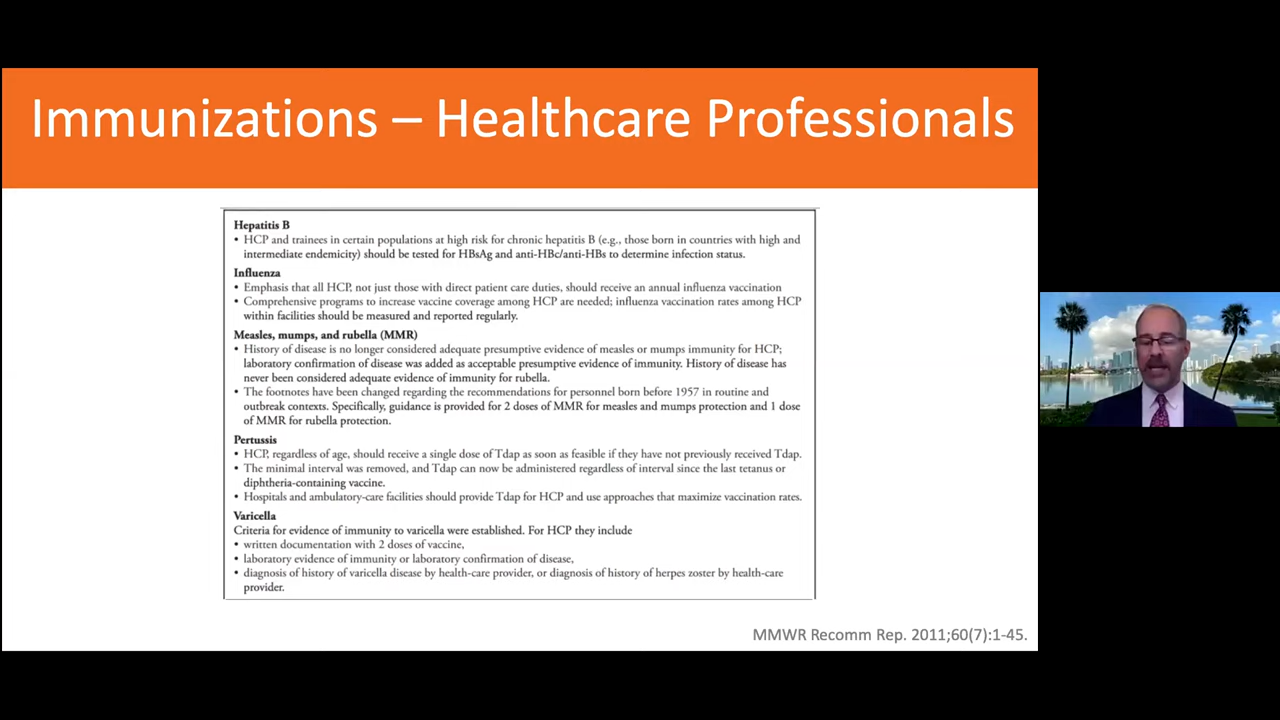 Immunizations – Healthcare Professionals
Hepatitis B
• HCP and trainees in certain populations at high risk for chronic hepatitis B (e.g., those born in countries with high and
intermediate endemicity) should be tested for HBsAg and anti-HBc/anti-HBs to determine infection status.
Influenza
• Emphasis that all HCP, not just those with direct patient care duties, should receive an annual influenza vaccination
• Comprehensive programs to increase vaccine coverage among HCP are needed; influenza vaccination rates among HCP
within facilities should be measured and reported regularly.
Measles, mumps, and rubella (MMR)
• History of disease is no longer considered adequate presumptive evidence of measles or mumps immunity for HCP;
laboratory confirmation of disease was added as acceptable presumptive evidence of immunity. History of disease has
never been considered adequate evidence of immunity for rubella.
• The footnotes have been changed regarding the recommendations for personnel born before 1957 in routine and
outbreak contexts. Specifically, guidance is provided for 2 doses of MMR for measles and mumps protection and 1 dose
of MMR for rubella protection.
Pertussis
• HCP, regardless of age, should receive a single dose of Tdap as soon as feasible if they have not previously received Tdap.
• The minimal interval was removed, and Tdap can now be administered regardless of interval since the last tetanus or
diphtheria-containing vaccine.
• Hospitals and ambulatory-care facilities should provide Tdap for HCP and use approaches that maximize vaccination rates.
Varicella
Criteria for evidence of immunity to varicella were established. For HCP they include
• written documentation with 2 doses of vaccine,
• laboratory evidence of immunity or laboratory confirmation of disease,
• diagnosis of history of varicella disease by health-care provider, or diagnosis of history of herpes zoster by health-care
provider.
MMWR Recomm Rep. 2011;60(7):1-45.